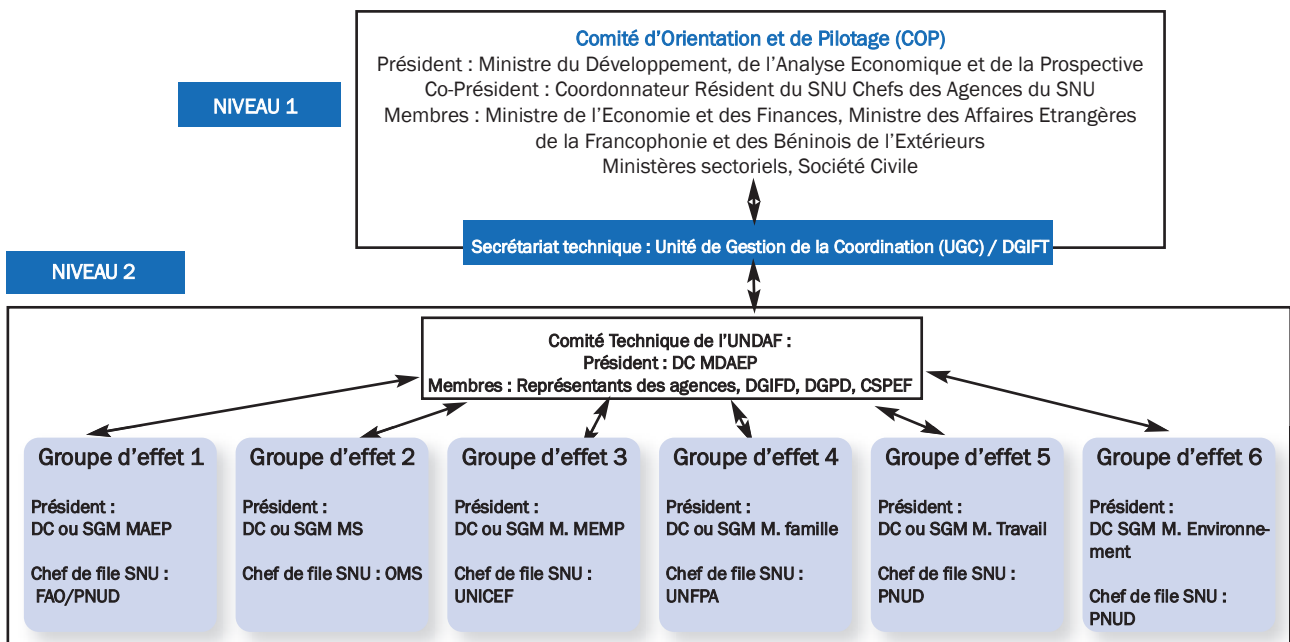 Comité d'Orientation et de Pilotage (COP)
Président : Ministre du Développement, de l'Analyse Economique et de la Prospective
Co-Président : Coordonnateur Résident du SNU Chefs des Agences du SNU
NIVEAU 1
Membres : Ministre de l'Economie et des Finances, Ministre des Affaires Etrangères
de la Francophonie et des Béninois de l'Extérieurs
Ministères sectoriels, Société Civile
Secrétariat technique : Unité de Gestion de la Coordination (UGC) / DGIFT
NIVEAU 2
Comité Technique de l'UNDAF :
Président : DC MDAEP
Membres : Représentants des agences, DGIFD, DGPD, CSPEF
Groupe d'effet 1
Président :
DC ou SGM MAEP
Chef de file SNU :
FAO/PNUD
Groupe d'effet 2
Président :
DC ou SGM MS
Chef de file SNU : OMS
Groupe d'effet 3
Président :
DC ou SGM M. MEMP
Chef de file SNU :
UNICEF
Groupe d'effet 4
Président :
DC ou SGM M. famille
Chef de file SNU :
UNFPA
Groupe d'effet 5
Président :
DC ou SGM M. Travail
Chef de file SNU :
PNUD
Groupe d'effet 6
Président :
DC SGM M. Environne-
ment
Chef de file SNU :
PNUD